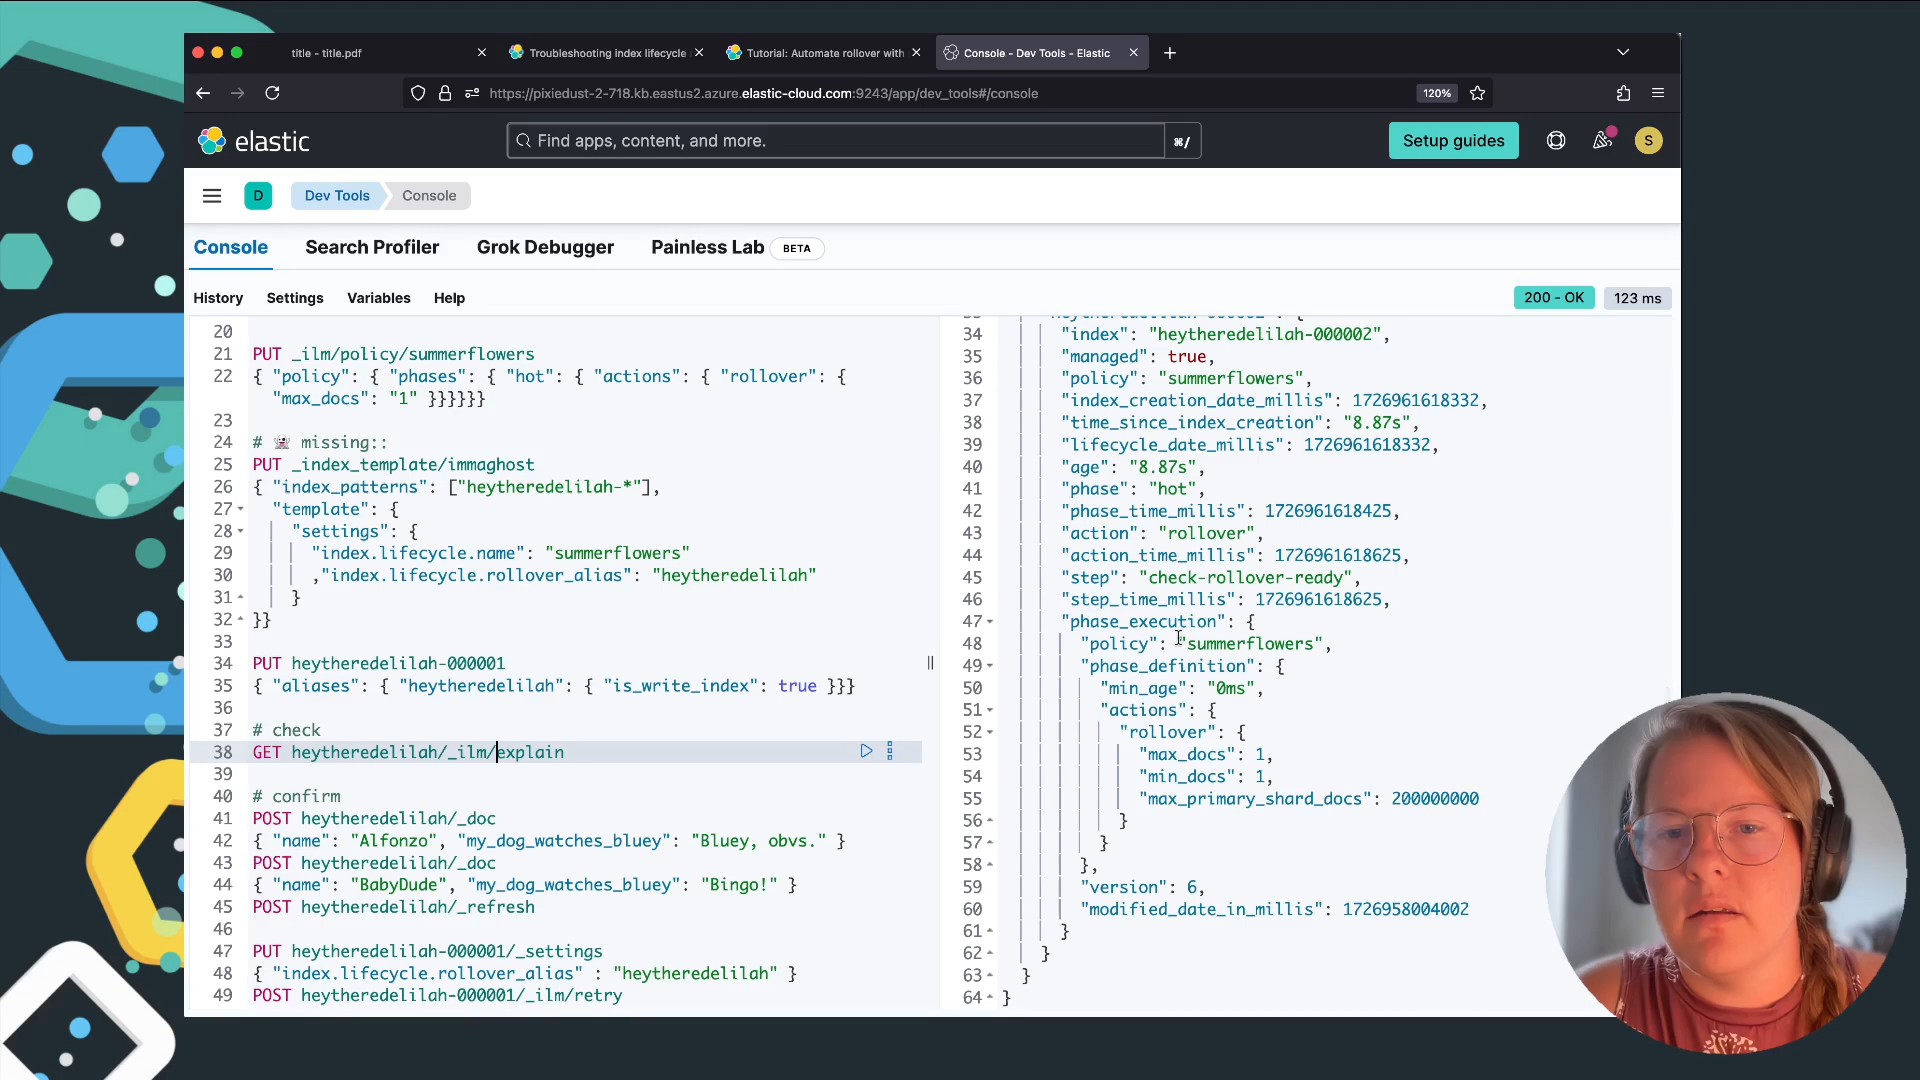 title - title.pdf
Troubleshooting index lifecycle
Tutorial: Automate rollover with
Console - Dev Tools - Elastic
https://pixiedust-2-718.kb.eastus2.azure.elastic-cloud.com:9243/app/dev_tools#/console
120%
elastic
Find apps, content, and more.
⌘/
Setup guides
S
D
Dev Tools
Console
Console
Search Profiler
Grok Debugger
Painless Lab
BETA
History
Settings
Variables
Help
200 - OK
123 ms
20
21 PUT _ilm/policy/summerflowers
22 { "policy": { "phases": { "hot": { "actions": { "rollover": {
"max_docs": "1" }}}}}}
23
24 # 👻 missing::
25 PUT _index_template/immaghost
26 { "index_patterns": ["heytheredelilah-*"],
27 "template": {
28 "settings": {
29 "index.lifecycle.name": "summerflowers"
30 ,"index.lifecycle.rollover_alias": "heytheredelilah"
31 }
32 }}
33
34 PUT heytheredelilah-000001
35 { "aliases": { "heytheredelilah": { "is_write_index": true }}}
36
37 # check
38 GET heytheredelilah/_ilm/explain
39
40 # confirm
41 POST heytheredelilah/_doc
42 { "name": "Alfonzo", "my_dog_watches_bluey": "Bluey, obvs." }
43 POST heytheredelilah/_doc
44 { "name": "BabyDude", "my_dog_watches_bluey": "Bingo!" }
45 POST heytheredelilah/_refresh
46
47 PUT heytheredelilah-000001/_settings
48 { "index.lifecycle.rollover_alias" : "heytheredelilah" }
49 POST heytheredelilah-000001/_ilm/retry
33 "heytheredelilah-000002": {
34 "index": "heytheredelilah-000002",
35 "managed": true,
36 "policy": "summerflowers",
37 "index_creation_date_millis": 1726961618332,
38 "time_since_index_creation": "8.87s",
39 "lifecycle_date_millis": 1726961618332,
40 "age": "8.87s",
41 "phase": "hot",
42 "phase_time_millis": 1726961618425,
43 "action": "rollover",
44 "action_time_millis": 1726961618625,
45 "step": "check-rollover-ready",
46 "step_time_millis": 1726961618625,
47 "phase_execution": {
48 "policy": "summerflowers",
49 "phase_definition": {
50 "min_age": "0ms",
51 "actions": {
52 "rollover": {
53 "max_docs": 1,
54 "min_docs": 1,
55 "max_primary_shard_docs": 200000000
56 }
57 }
58 },
59 "version": 6,
60 "modified_date_in_millis": 1726958004002
61 }
62 }
63 }
64 }